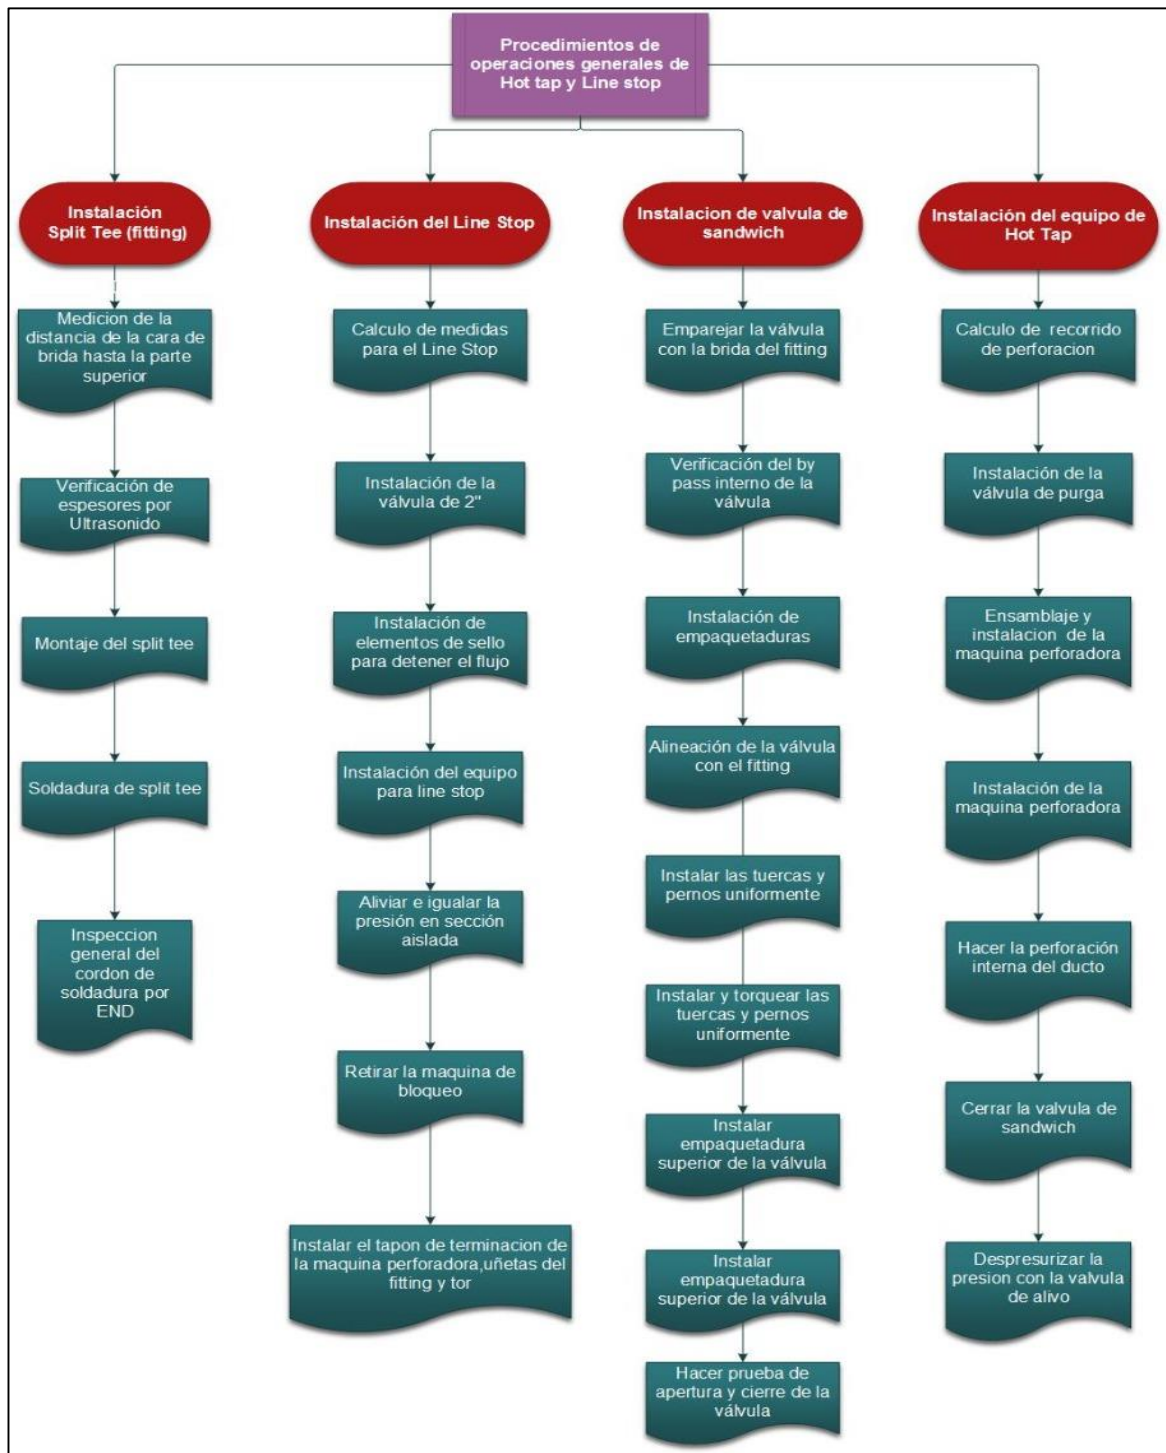 Procedimientos de
operaciones generales de
Hot tap y Line stop
Instalación
Split Tee (fitting)
Medicion de la
distancia de la cara de
brida hasta la parte
superior
Verificación de
espesores por
Ultrasonido
Montaje del split tee
Soldadura de split tee
Inspeccion
general del
cordon de
soldadura por
END
Instalación del Line Stop
Calculo de medidas
para el Line Stop
Instalación de la
válvula de 2"
Instalación de
elementos de sello
para detener el flujo
Instalación del equipo
para line stop
Aliviar e igualar la
presión en sección
aislada
Retirar la maquina de
bloqueo
Instalar el tapon de terminacion de
la maquina perforadora,uñetas del
fitting y tor
Instalacion de valvula de
sandwich
Emparejar la válvula
con la brida del fitting
Verificación del by
pass interno de la
válvula
Instalación de
empaquetaduras
Alineación de la válvula
con el fitting
Instalar las tuercas y
pernos uniformente
Instalar y torquear las
tuercas y pernos
uniformente
Instalar
empaquetadura
superior de la válvula
Instalar
empaquetadura
superior de la válvula
Hacer prueba de
apertura y cierre de la
válvula
Instalación del equipo de
Hot Tap
Calculo de recorrido
de perforacion
Instalación de la
válvula de purga
Ensamblaje y
instalacion de la
maquina perforadora
Instalación de la
maquina perforadora
Hacer la perforación
interna del ducto
Cerrar la valvula de
sandwich
Despresurizar la
presion con la valvula
de alivo